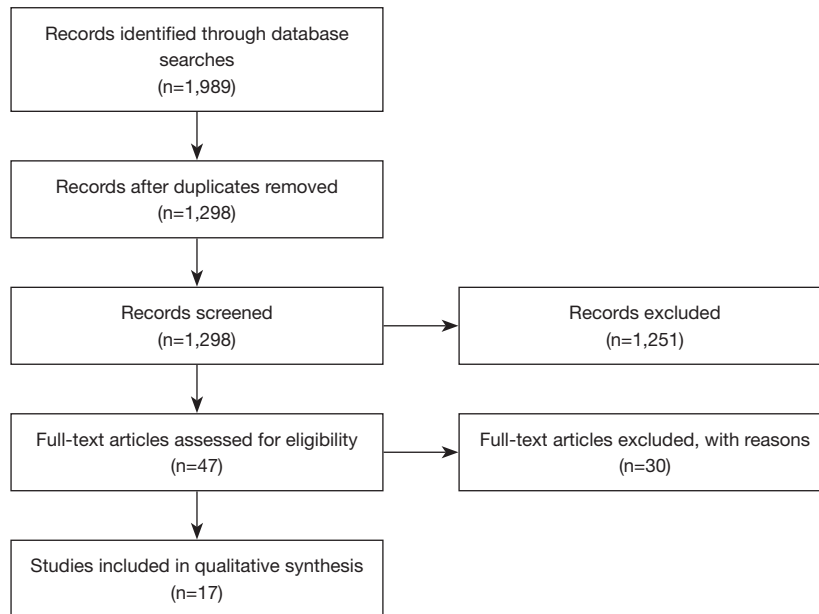 Records identified through database
searches
(n=1,989)
Records after duplicates removed
(n=1,298)
Records screened
(n=1,298)
Records excluded
(n=1,251)
Full-text articles assessed for eligibility
(n=47)
Full-text articles excluded, with reasons
(n=30)
Studies included in qualitative synthesis
(n=17)